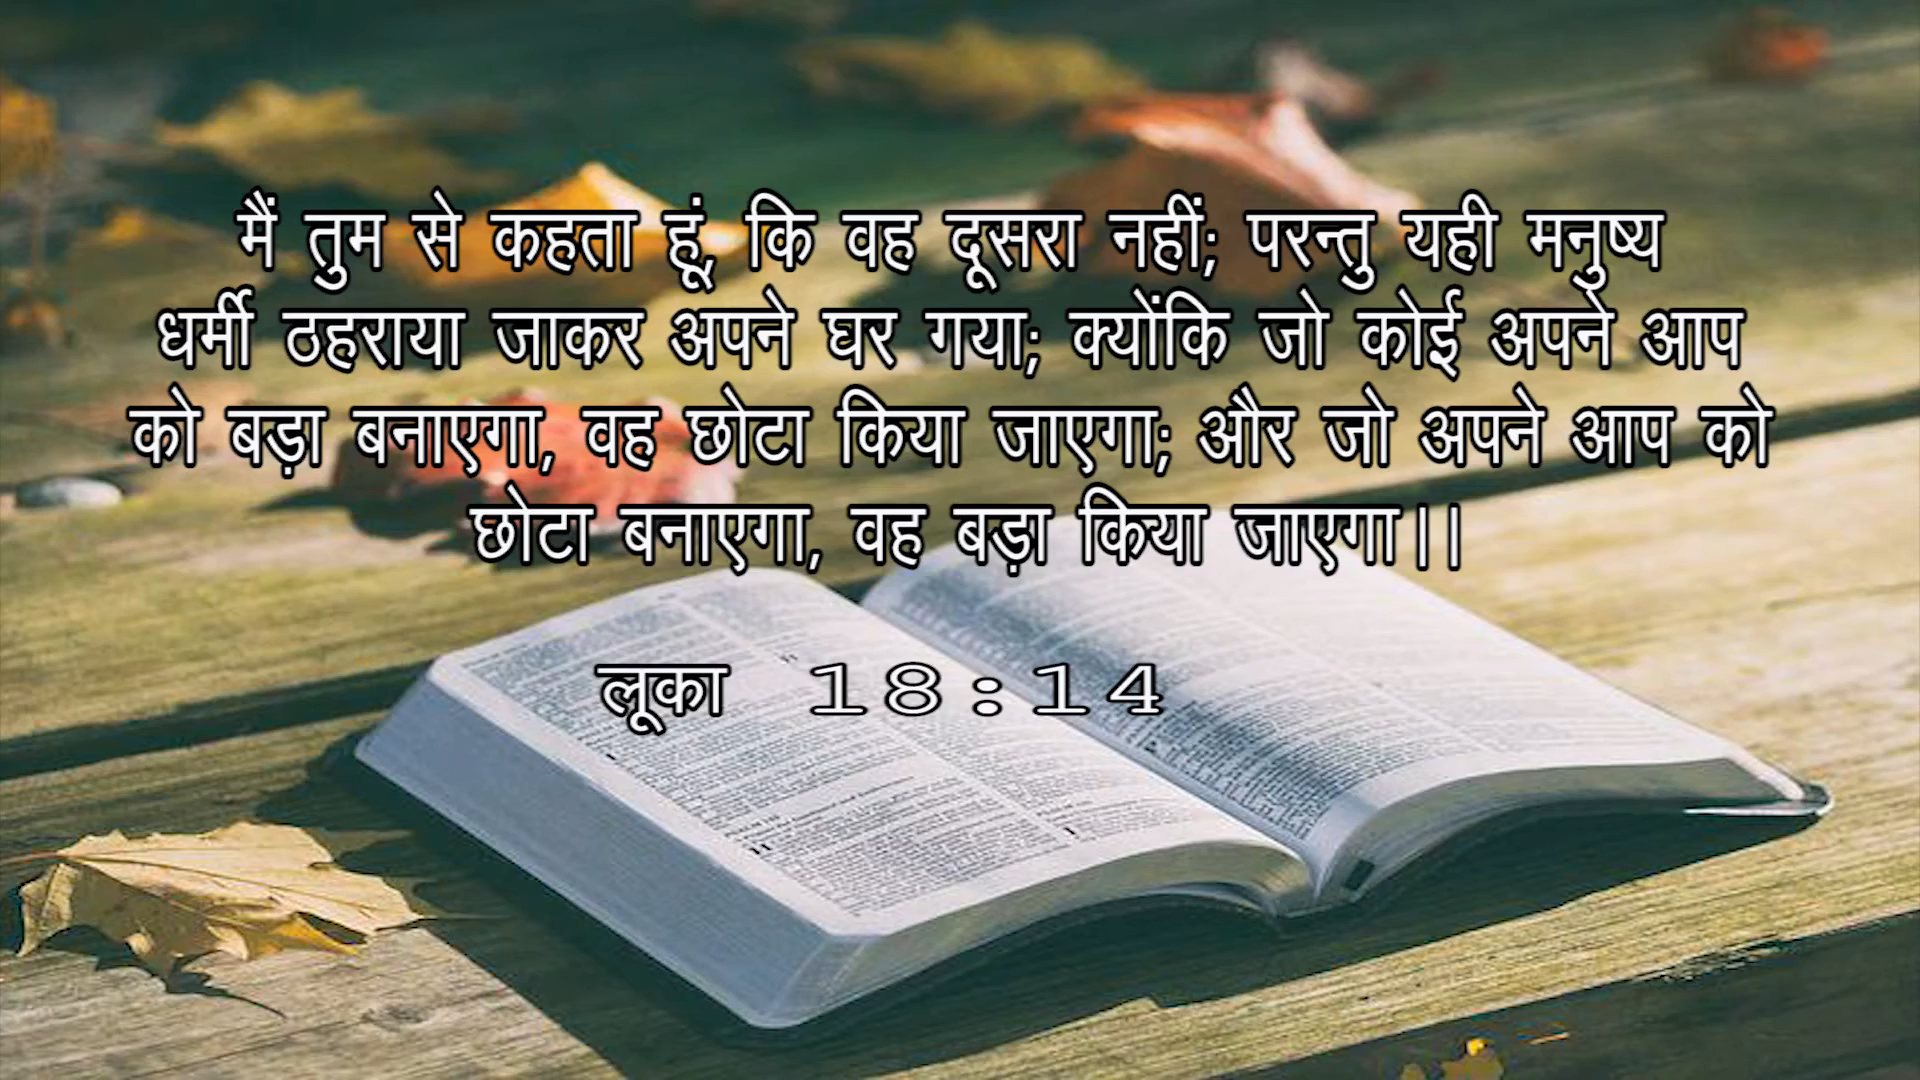 मैं तुम से कहता हूं, कि वह दूसरा नहीं; परन्तु यही मनुष्य
धर्मी ठहराया जाकर अपने घर गया; क्योंकि जो कोई अपने आप
को बड़ा बनाएगा, वह छोटा किया जाएगा; और जो अपने आप को
छोटा बनाएगा, वह बड़ा किया जाएगा।।
लूका 18:14